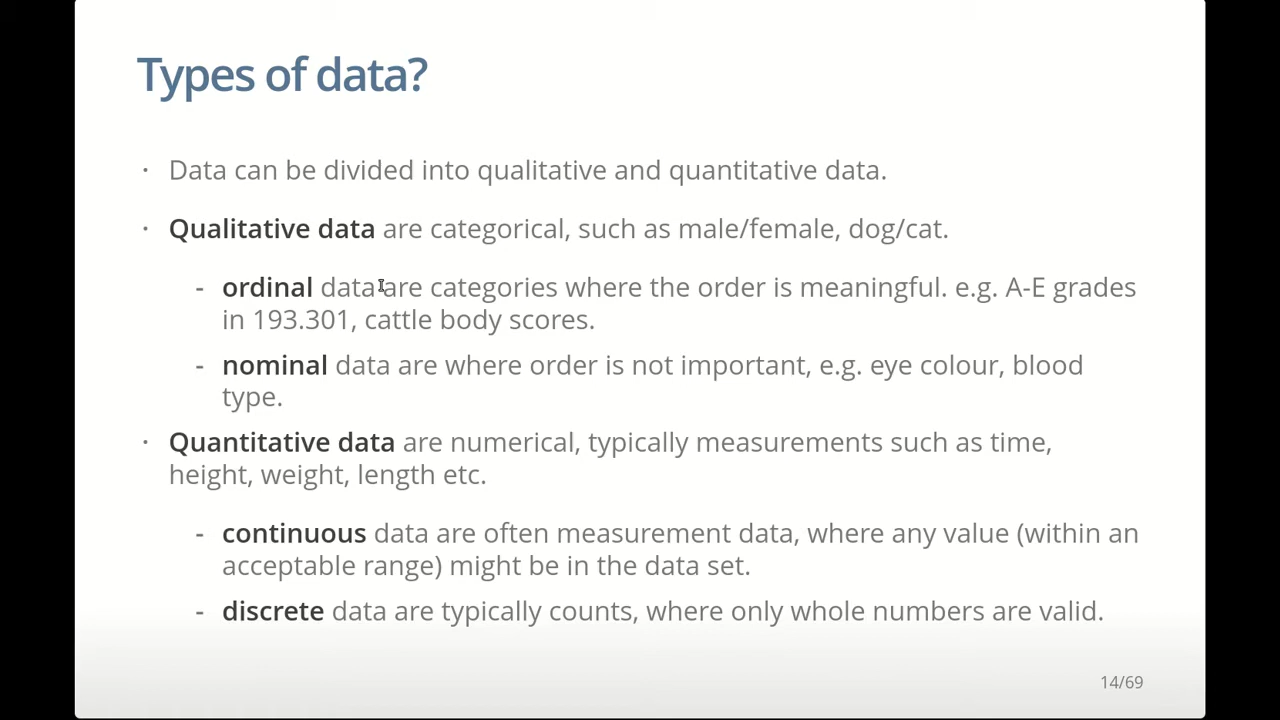 Types of data?
· Data can be divided into qualitative and quantitative data.
· Qualitative data are categorical, such as male/female, dog/cat.
- ordinal data are categories where the order is meaningful. e.g. A-E grades
in 193.301, cattle body scores.
- nominal data are where order is not important, e.g. eye colour, blood
type.
· Quantitative data are numerical, typically measurements such as time,
height, weight, length etc.
- continuous data are often measurement data, where any value (within an
acceptable range) might be in the data set.
- discrete data are typically counts, where only whole numbers are valid.
14/69